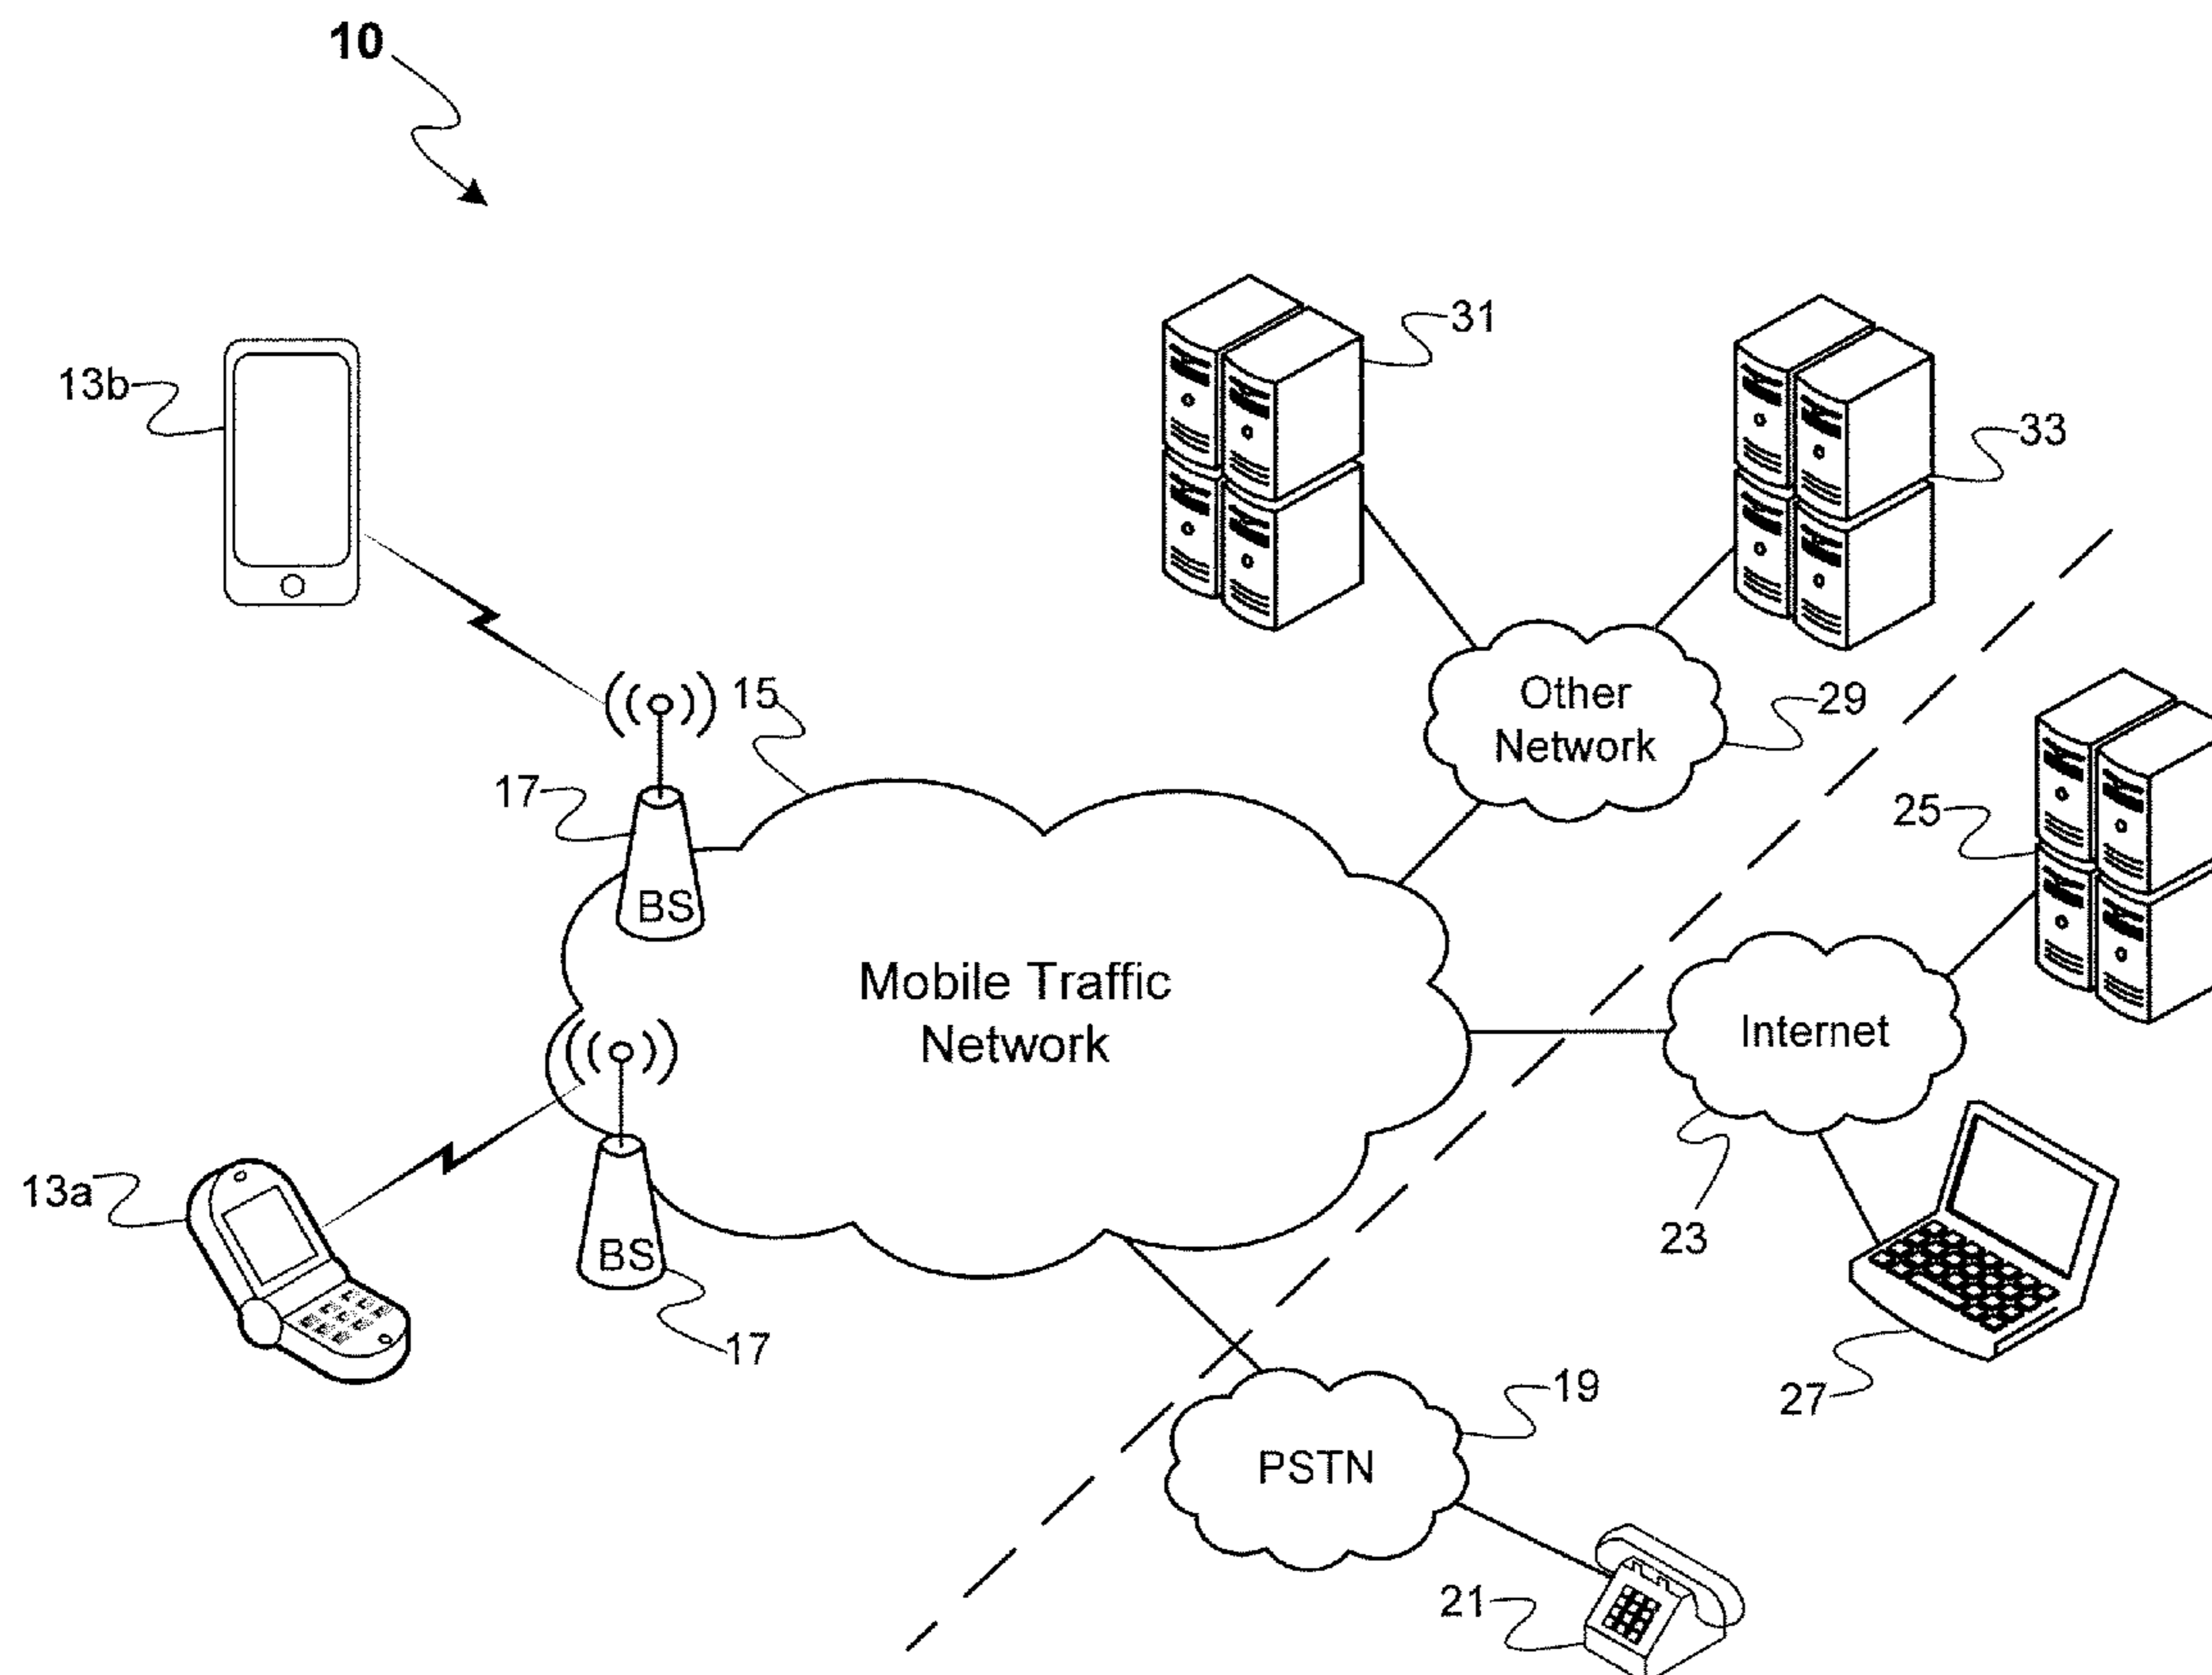 10
31
33
13b
Other
Network
29
15
17
25
BS
Mobile Traffic
Network
Internet
13a
BS
23
17
19
27
PSTN
21